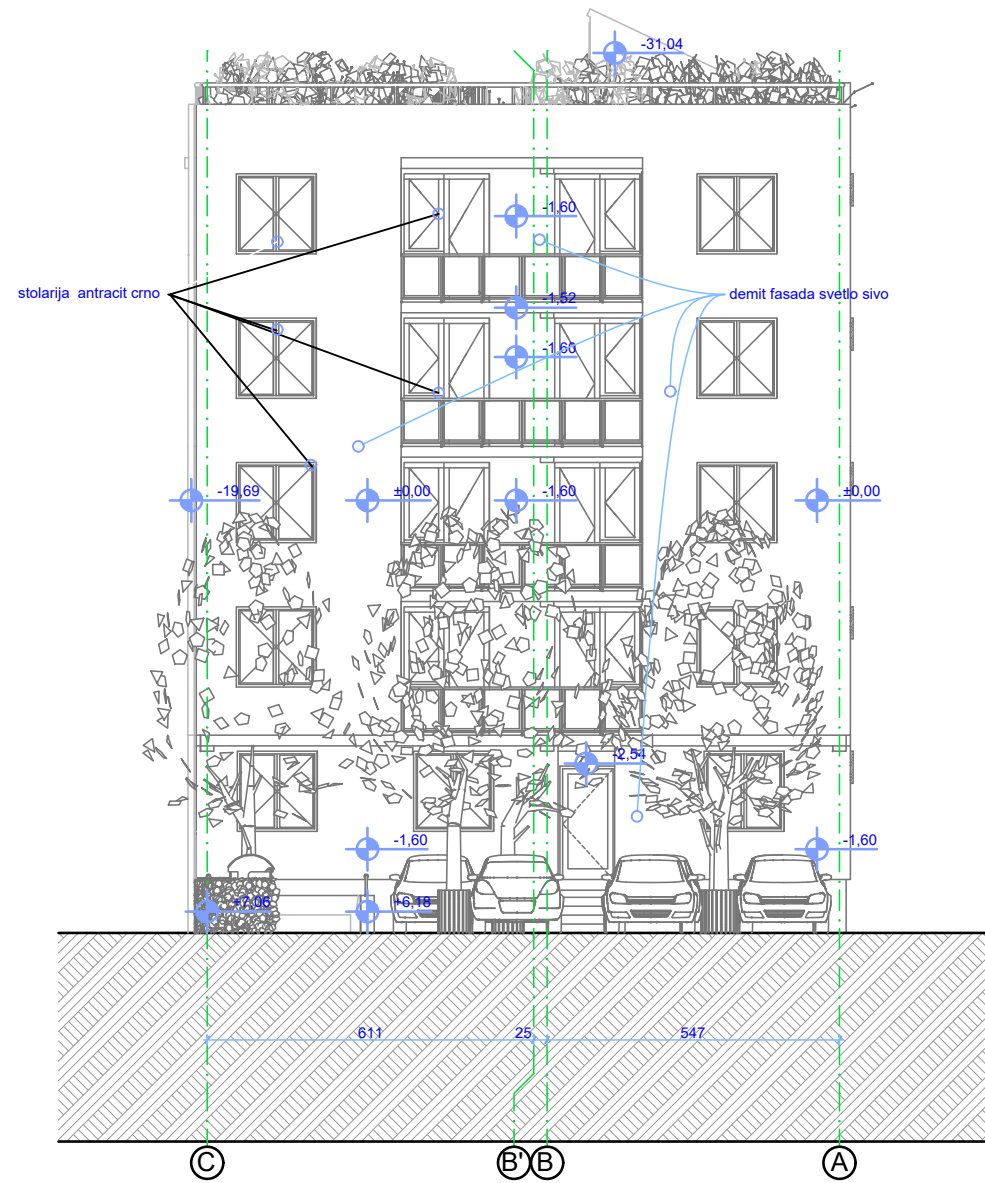 -31,04
-1,60
stolarija  antracit crno
demit fasada svetlo sivo
-1,52
-1,60
-19,69
±0,00
-1,60
±0,00
-2,54
-1,60
-1,60
+7,06
+6,18
611
25
547
C
B'
B
A